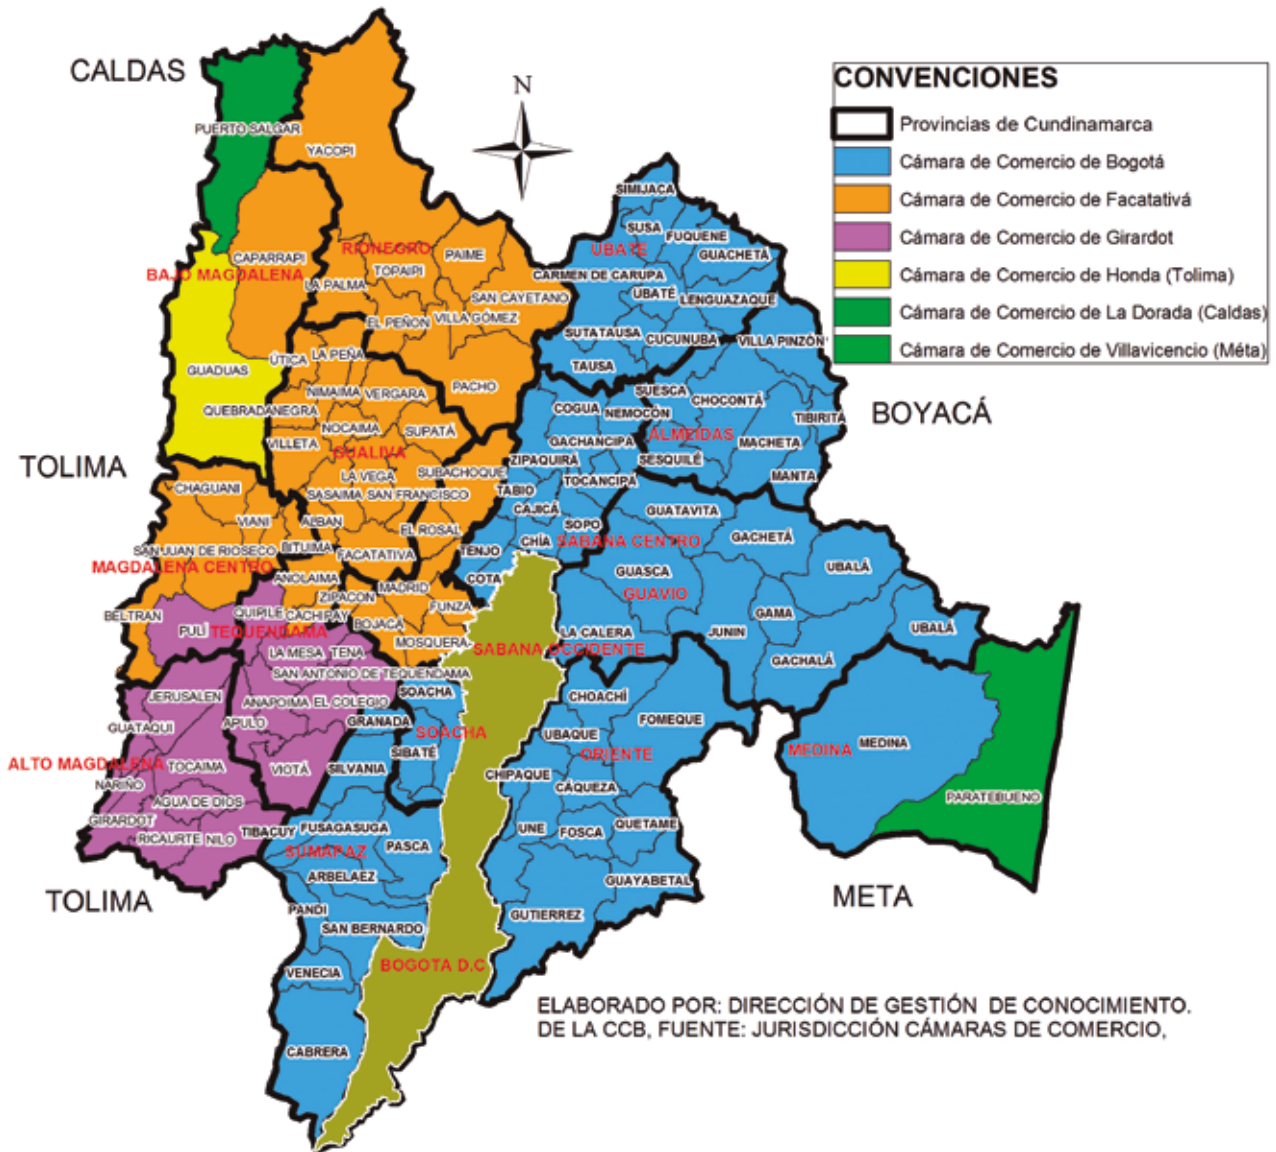 CALDAS
N
CONVENCIONES
Provincias de Cundinamarca
Cámara de Comercio de Bogotá
Cámara de Comercio de Facatativá
Cámara de Comercio de Girardot
Cámara de Comercio de Honda (Tolima)
Cámara de Comercio de La Dorada (Caldas)
Cámara de Comercio de Villavicencio (Méta)
PUERTO SALGAR
YACOPI
SIMIJACA
SUSA
FUQUENE
RIONEGRO
PAIME
UBATE
GUACHETÁ
CAPARRAPI
BAJO MAGDALENA
TOPAIPI
CARMEN DE CARUPA
LA PALMA
SAN CAYETANO
UBATÉ
LENGUAZAQUE
EL PEÑON
VILLA GÓMEZ
SUTATAUSA
CUCUNUBA
VILLA PINZÓN
ÚTICA
LA PEÑA
TAUSA
GUADUAS
NIMAIMA
VERGARA
PACHO
SUESCA
CHOCONTÁ
QUEBRADANEGRA
COGUA
NEMOCÓN
TIBIRITA
BOYACÁ
NOCAIMA
SUPATÁ
VILLETA
GUALIVA
GACHANCIPA
ALMEIDAS
MACHETA
TOLIMA
ZIPAQUIRÁ
SESQUILÉ
LA VEGA
SUBACHOQUE
MANTA
CHAGUANI
SASAIMA
SAN FRANCISCO
TABIO
TOCANCIPA
CAJICÁ
GUATAVITA
VIANI
ALBAN
EL ROSAL
SOPO
GACHETÁ
SAN JUAN DE RIOSECO
BITUIMA
FACATATIVA
TENJO
CHÍA
SABANA CENTRO
MAGDALENA CENTRO
ANOLAIMA
COTA
GUASCA
UBALÁ
ZIPACON
MADRID
GUAVIO
BELTRAN
QUIPILE
CACHIPAY
FUNZA
GAMA
PULÍ
TEQUENDAMA
BOJACÁ
LA CALERA
JUNIN
UBALÁ
MOSQUERA
SABANA OCCIDENTE
LA MESA
TENA
GACHALÁ
SAN ANTONIO DE TEQUENDAMA
JERUSALEN
ANAPOIMA
EL COLEGIO
SOACHA
CHOACHÍ
GUATAQUI
APULO
GRANADA
SOACHA
UBAQUE
FOMEQUE
SIBATÉ
ORIENTE
MEDINA
MEDINA
ALTO MAGDALENA
TOCAIMA
VIOTÁ
SILVANIA
CHIPAQUE
NARIÑO
CÁQUEZA
PARATEBUENO
AGUA DE DIOS
GIRARDOT
RICAURTE
NILO
TIBACUY
FUSAGASUGA
UNE
FOSCA
QUETAME
SUMAPAZ
PASCA
ARBELAEZ
GUAYABETAL
TOLIMA
META
PANDI
GUTIERREZ
SAN BERNARDO
VENECIA
BOGOTA D.C
CABRERA
ELABORADO POR: DIRECCIÓN DE GESTIÓN DE CONOCIMIENTO.
DE LA CCB, FUENTE: JURISDICCIÓN CÁMARAS DE COMERCIO,